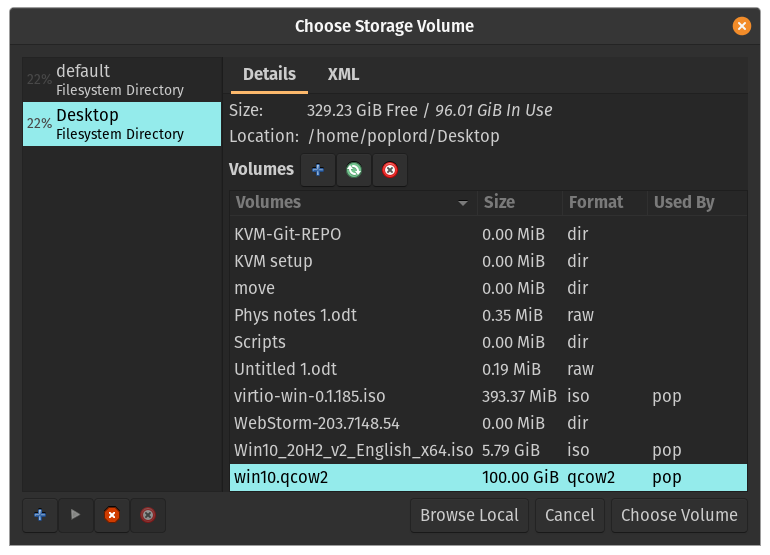 Choose Storage Volume
22% default
Filesystem Directory
22% Desktop
Filesystem Directory
Details XML
Size: 329.23 GiB Free / 96.01 GiB In Use
Location: /home/poplord/Desktop
Volumes
Volumes Size Format Used By
KVM-Git-REPO 0.00 MiB dir
KVM setup 0.00 MiB dir
move 0.00 MiB dir
Phys notes 1.odt 0.35 MiB raw
Scripts 0.00 MiB dir
Untitled 1.odt 0.19 MiB raw
virtio-win-0.1.185.iso 393.37 MiB iso pop
WebStorm-203.7148.54 0.00 MiB dir
Win10_20H2_v2_English_x64.iso 5.79 GiB iso pop
win10.qcow2 100.00 GiB qcow2 pop
Browse Local Cancel Choose Volume